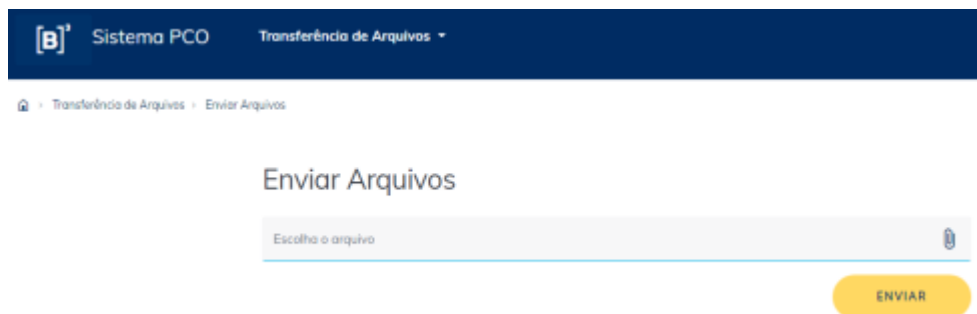 [B]³ Sistema PCO Transferência de Arquivos
Transferência de Arquivos > Enviar Arquivos
Enviar Arquivos
Escolha o arquivo
ENVIAR